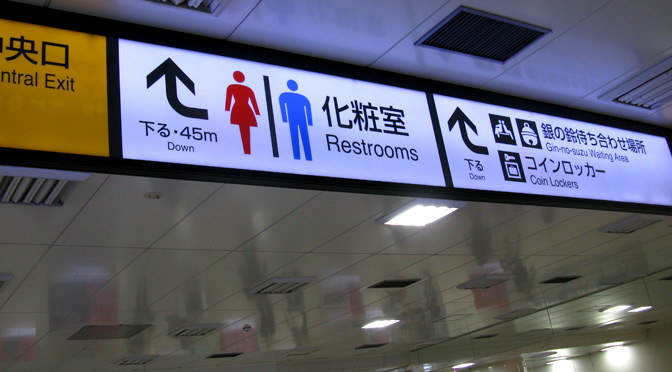 中央口
Central Exit
下る・45m
Down
化粧室
Restrooms
下る
Down
銀の鈴待ち合わせ場所
Gin-no-suzu Waiting Area
コインロッカー
Coin Lockers